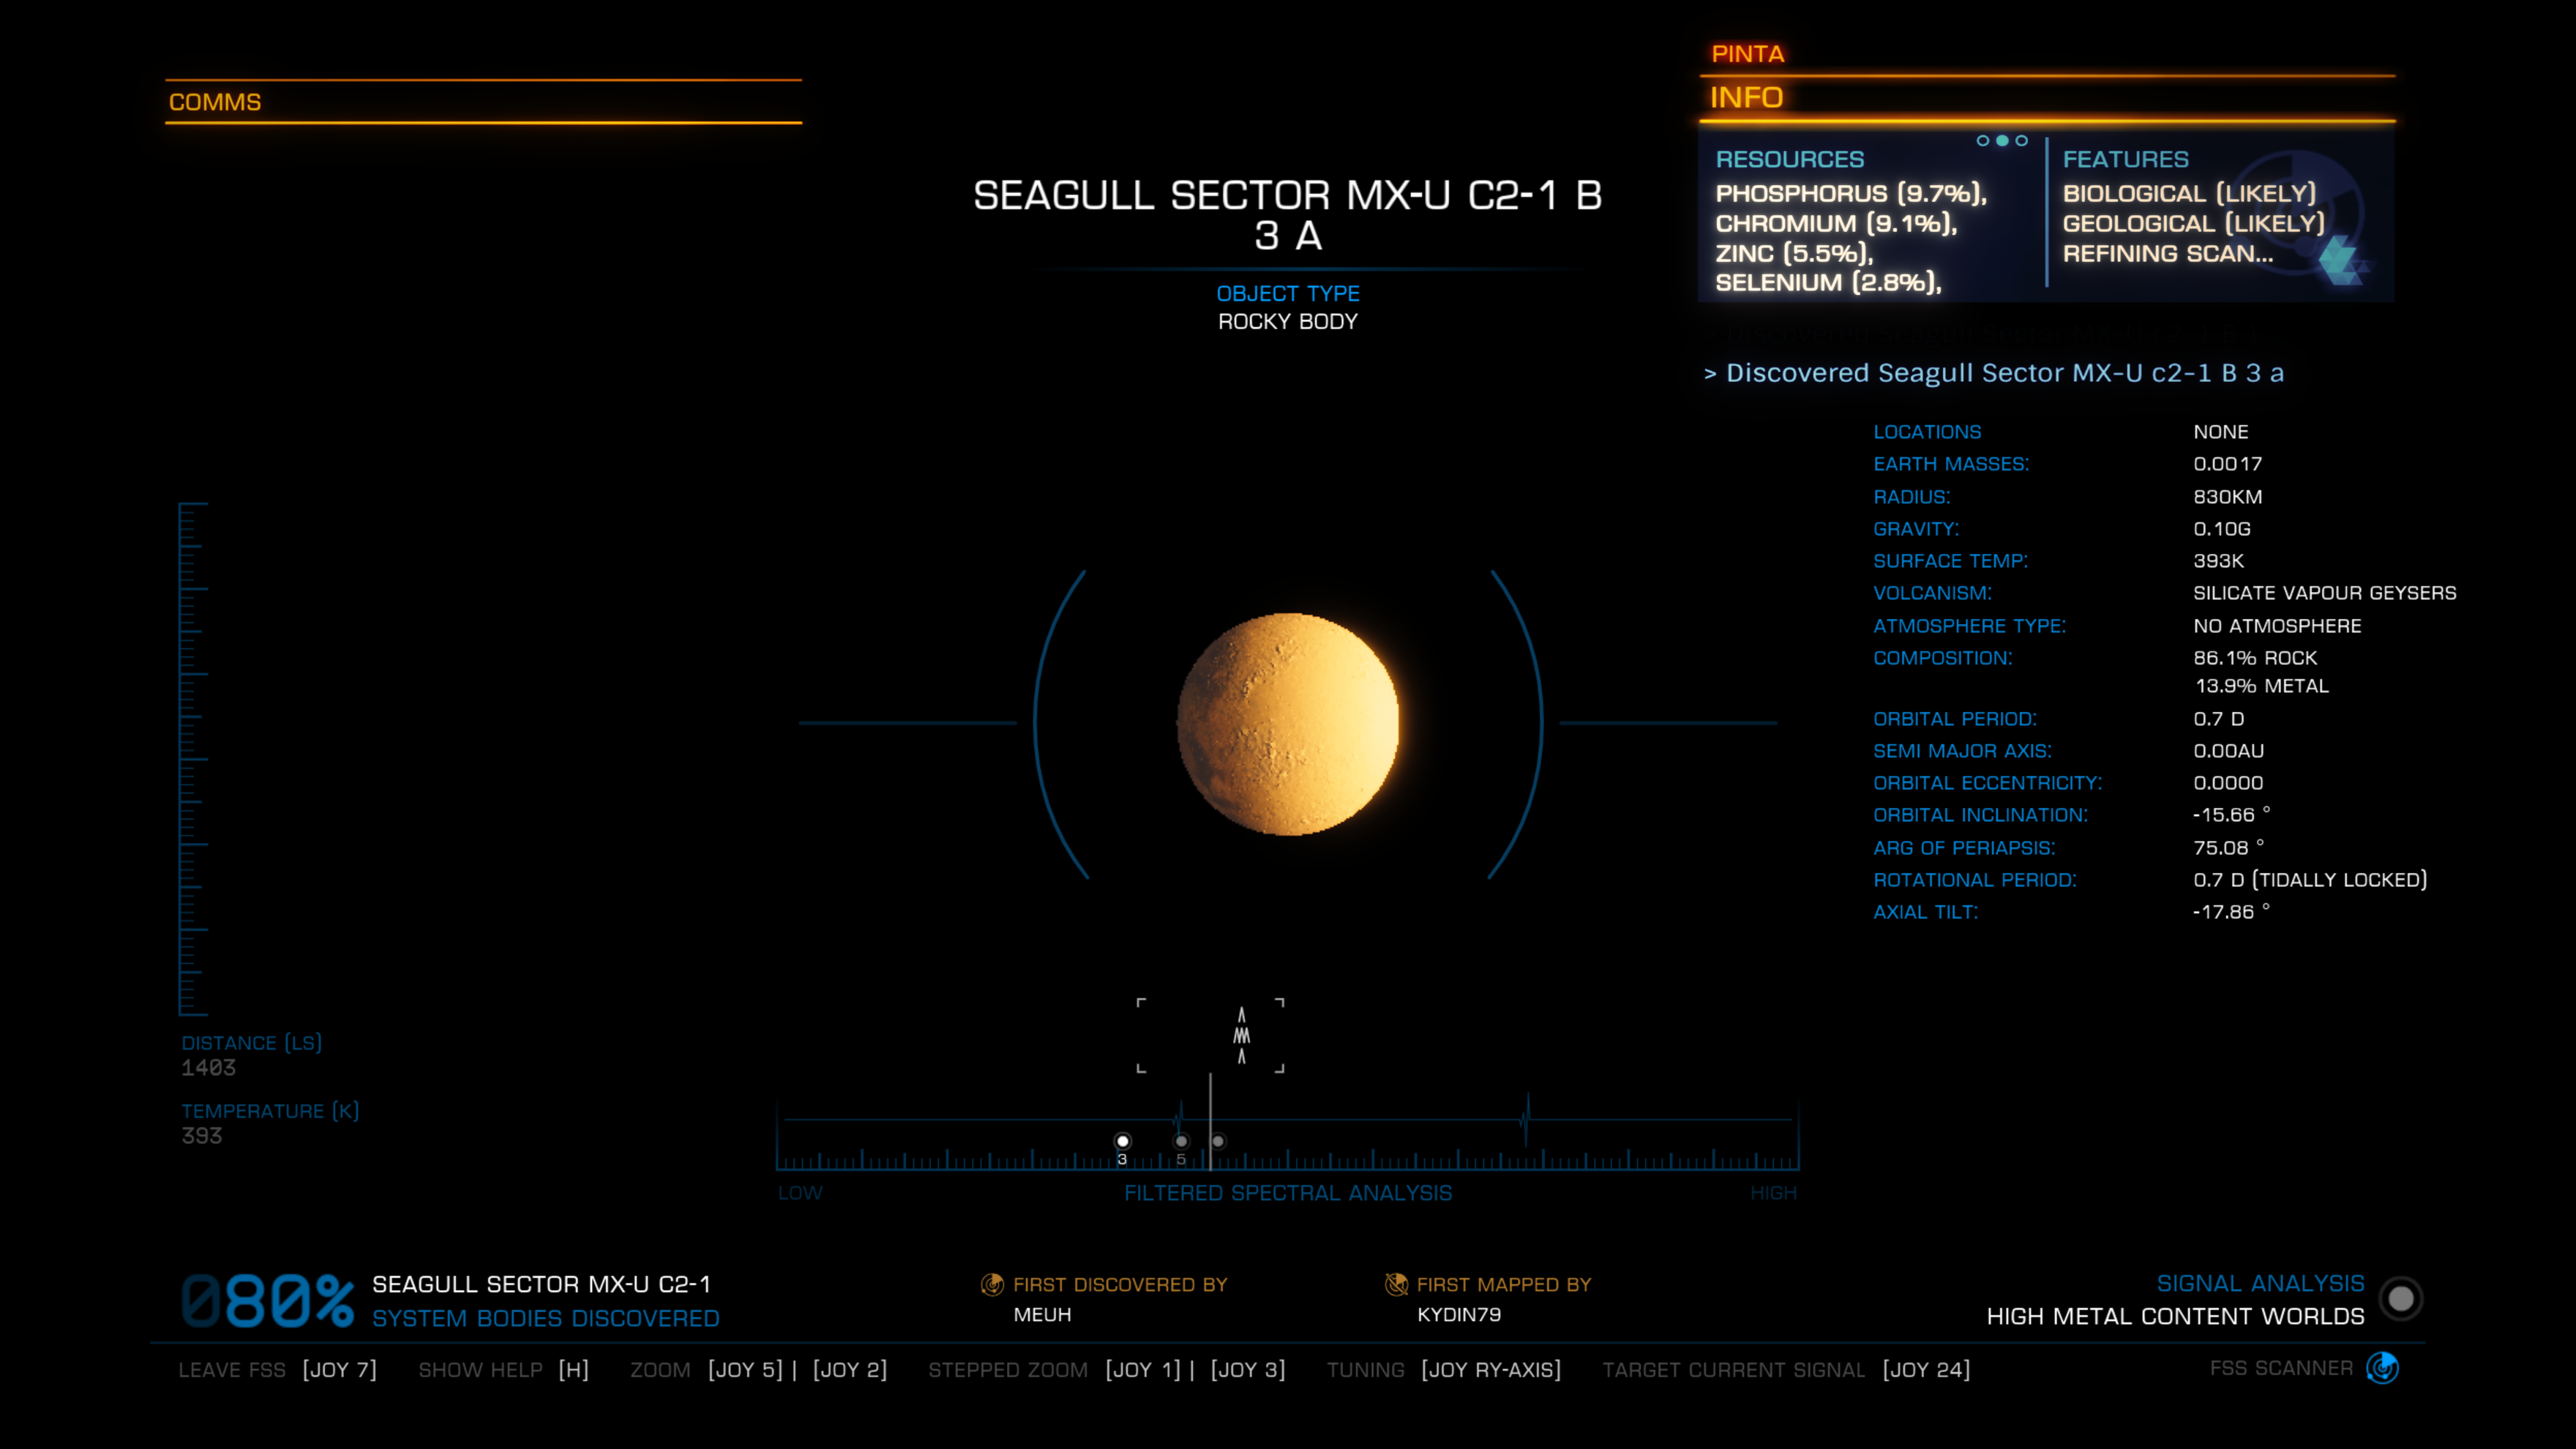 COMMS
PINTA
INFO
RESOURCES
PHOSPHORUS (9.7%),
CHROMIUM (9.1%),
ZINC (5.5%),
SELENIUM (2.8%),
FEATURES
BIOLOGICAL (LIKELY)
GEOLOGICAL (LIKELY)
REFINING SCAN...
SEAGULL SECTOR MX-U C2-1 B
3 A
OBJECT TYPE
ROCKY BODY
> Discovered Seagull Sector MX-U c2-1 B 3 a
LOCATIONS NONE
EARTH MASSES: 0.0017
RADIUS: 830KM
GRAVITY: 0.10G
SURFACE TEMP: 393K
VOLCANISM: SILICATE VAPOUR GEYSERS
ATMOSPHERE TYPE: NO ATMOSPHERE
COMPOSITION: 86.1% ROCK
13.9% METAL
ORBITAL PERIOD: 0.7 D
SEMI MAJOR AXIS: 0.00AU
ORBITAL ECCENTRICITY: 0.0000
ORBITAL INCLINATION: -15.66 °
ARG OF PERIAPSIS: 75.08 °
ROTATIONAL PERIOD: 0.7 D (TIDALLY LOCKED)
AXIAL TILT: -17.86 °
DISTANCE (LS)
1403
TEMPERATURE (K)
393
3 5
LOW FILTERED SPECTRAL ANALYSIS HIGH
080% SEAGULL SECTOR MX-U C2-1
SYSTEM BODIES DISCOVERED
FIRST DISCOVERED BY
MEUH
FIRST MAPPED BY
KYDIN79
SIGNAL ANALYSIS
HIGH METAL CONTENT WORLDS
LEAVE FSS [JOY 7] SHOW HELP [H] ZOOM [JOY 5] | [JOY 2] STEPPED ZOOM [JOY 1] | [JOY 3] TUNING [JOY RY-AXIS] TARGET CURRENT SIGNAL [JOY 24] FSS SCANNER